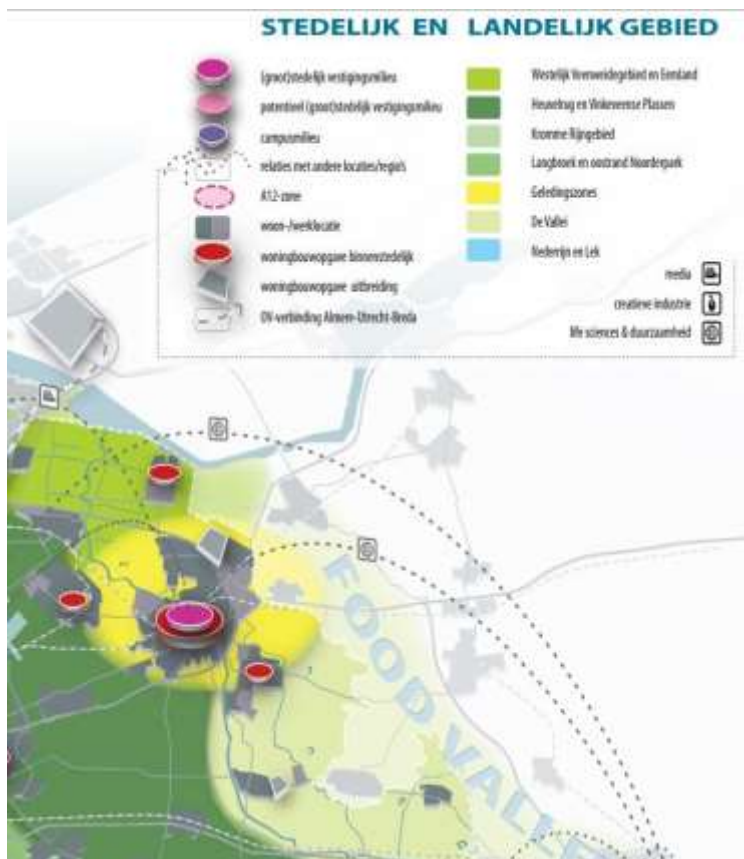 STEDELIJK EN LANDELIJK GEBIED
(groot)stedelijk vestigingsmilieu
potentieel (groot)stedelijk vestigingsmilieu
campusmilieu
relaties met andere locaties/regio's
A12-zone
woon-/werklocatie
woningbouwopgave binnenstedelijk
woningbouwopgave uitbreiding
OV-verbinding Almere-Utrecht-Breda
Westelijk Veenweidegebied en Eemland
Heuvelrug en Vinkeveense Plassen
Kromme Rijngebied
Langbroek en oostrand Noorderpark
Geledingszones
De Vallei
Nederrijn en Lek
media
creatieve industrie
life sciences & duurzaamheid
FOOD VALLE